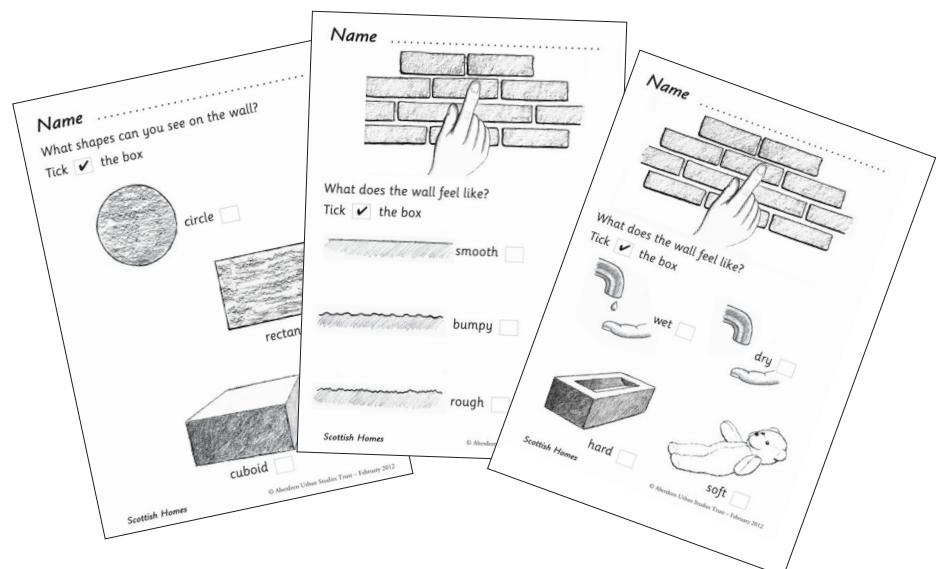 Name
What shapes can you see on the wall?
Tick ✔ the box
circle
rectan
cuboid
© Aberdeen Urban Studies Trust – February 2012
Scottish Homes
Name
What does the wall feel like?
Tick ✔ the box
smooth
bumpy
rough
Scottish Homes
Name
What does the wall feel like?
Tick ✔ the box
wet
dry
hard
soft
Scottish Homes
© Aberdeen Urban Studies Trust – February 2012